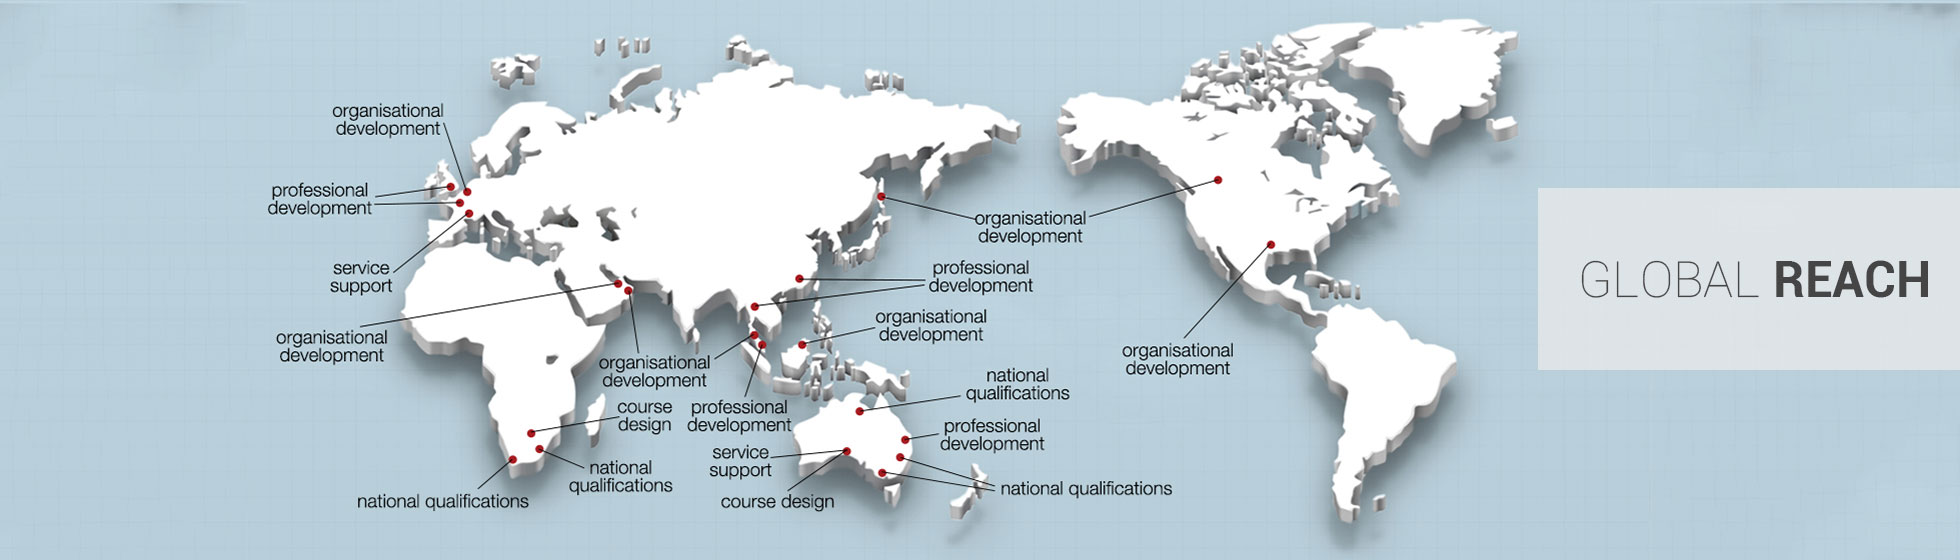 organisational
development
professional
development
service
support
organisational
development
organisational
development
course
design
professional
development
national
qualifications
national qualifications
service
support
course design
organisational
development
professional
development
organisational
development
national
qualifications
professional
development
national qualifications
organisational
development
GLOBAL REACH